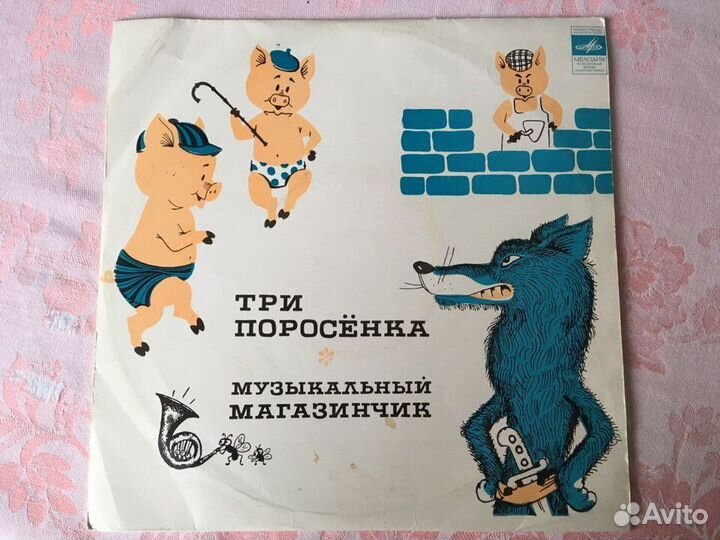 МЕЛОДИЯ
ТРИ
ПОРОСЁНКА
МУЗЫКАЛЬНЫЙ
МАГАЗИНЧИК
Avito